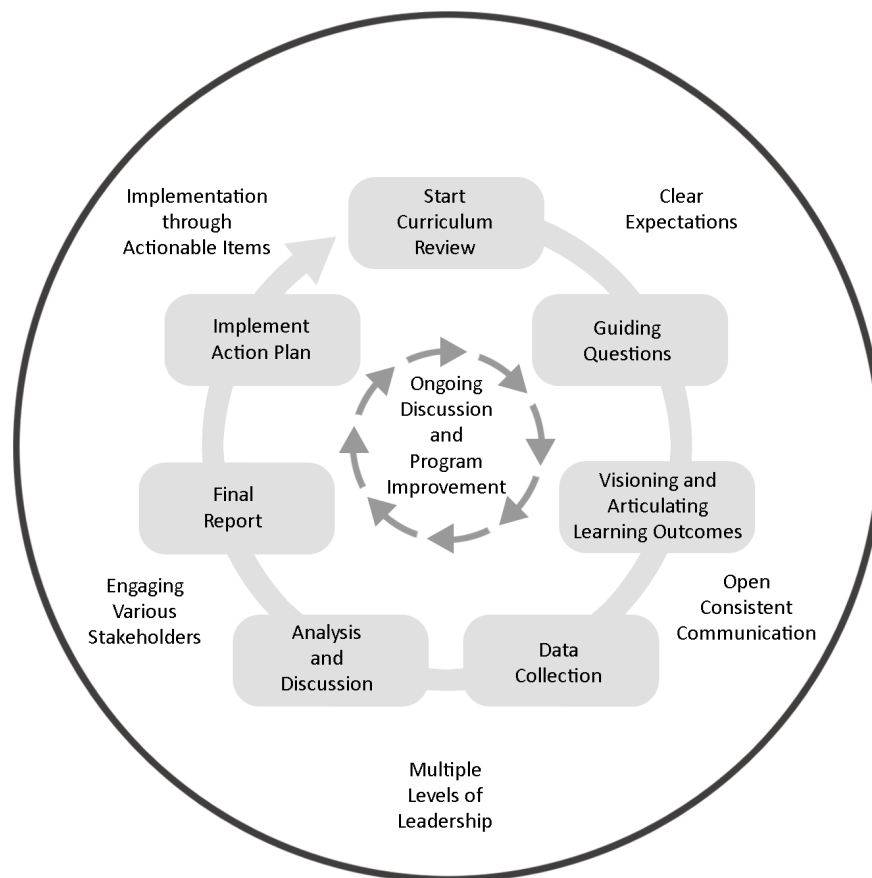 Start
Curriculum
Review
Clear
Expectations
Guiding
Questions
Visioning and
Articulating
Learning Outcomes
Open
Consistent
Communication
Data
Collection
Multiple
Levels of
Leadership
Analysis
and
Discussion
Engaging
Various
Stakeholders
Final
Report
Implement
Action Plan
Implementation
through
Actionable Items
Ongoing
Discussion
and
Program
Improvement